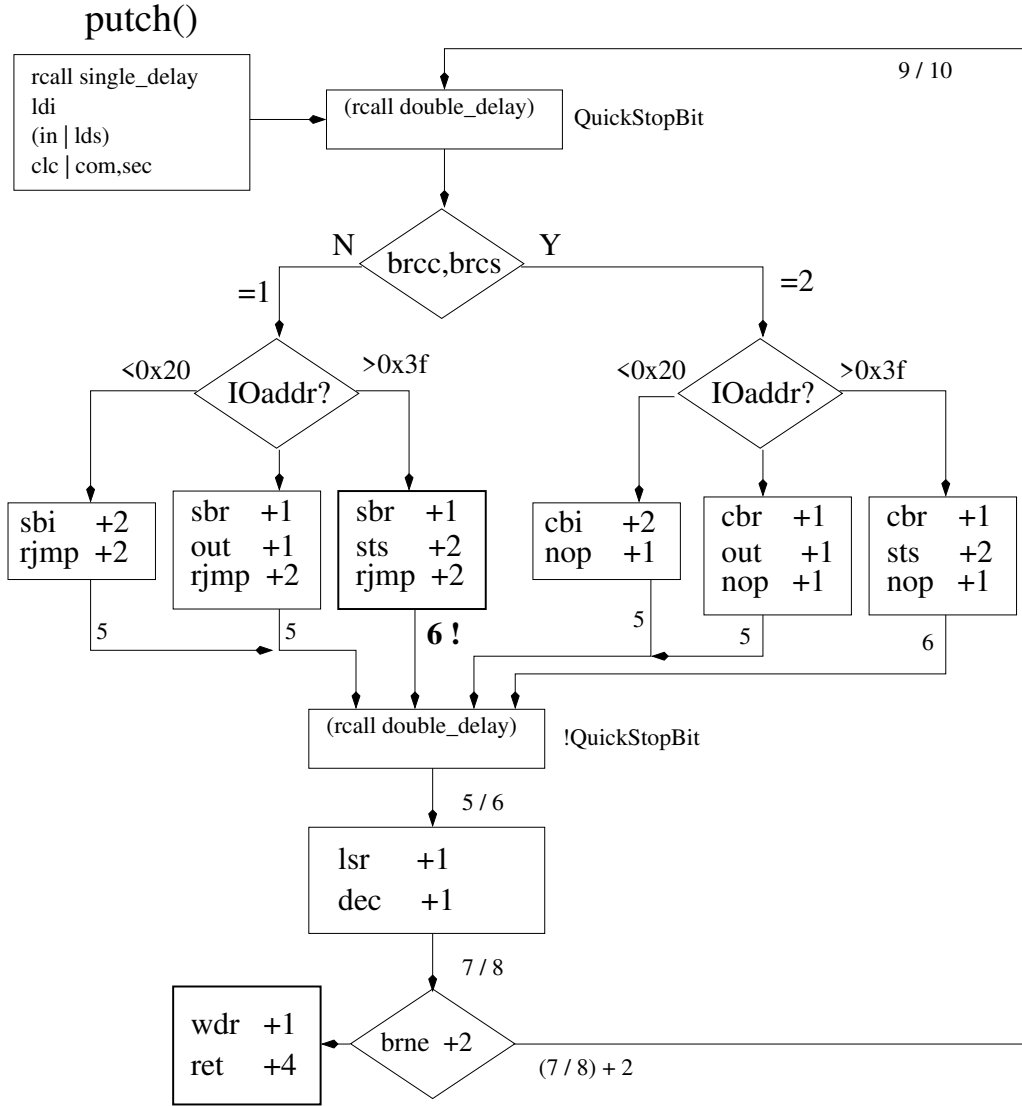 putch()
rcall single_delay
ldi
(in | lds)
clc | com,sec
9 / 10
(rcall double_delay)
QuickStopBit
N
brcc,brcs
Y
=1
=2
<0x20
IOaddr?
>0x3f
<0x20
IOaddr?
>0x3f
sbi +2
rjmp +2
sbr +1
out +1
rjmp +2
sbr +1
sts +2
rjmp +2
cbi +2
nop +1
cbr +1
out +1
nop +1
cbr +1
sts +2
nop +1
5
5
6 !
5
5
6
(rcall double_delay)
!QuickStopBit
5 / 6
lsr +1
dec +1
7 / 8
wdr +1
ret +4
brne +2
(7 / 8) + 2